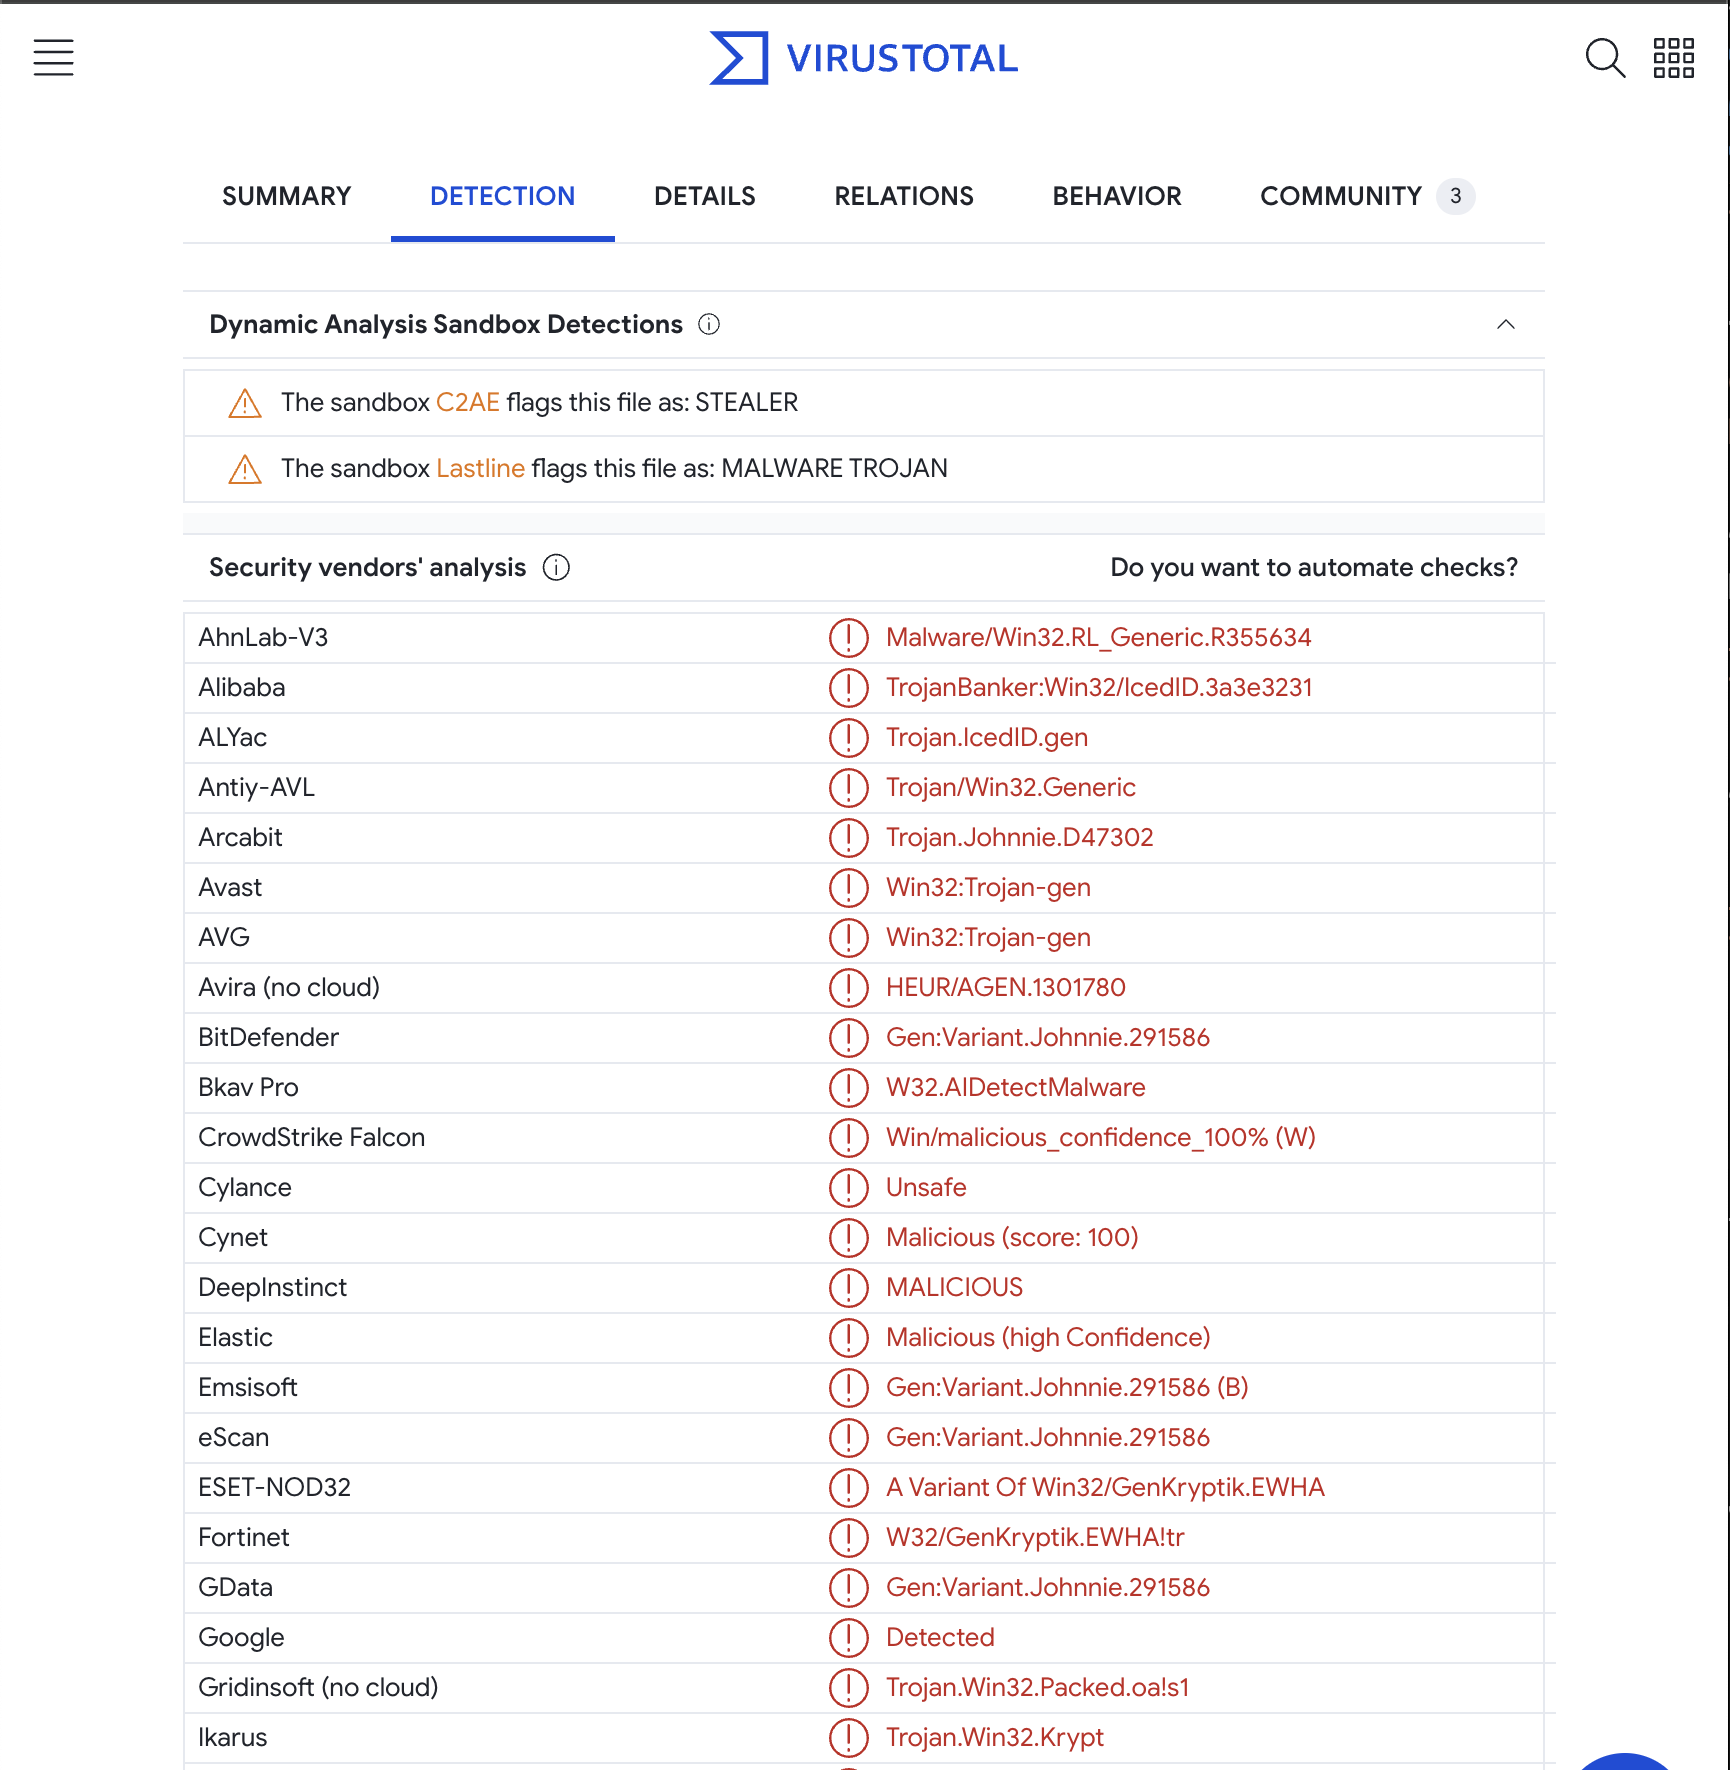 VIRUSTOTAL
SUMMARY DETECTION DETAILS RELATIONS BEHAVIOR COMMUNITY 3
Dynamic Analysis Sandbox Detections
The sandbox C2AE flags this file as: STEALER
The sandbox Lastline flags this file as: MALWARE TROJAN
Security vendors' analysis Do you want to automate checks?
AhnLab-V3 Malware/Win32.RL_Generic.R355634
Alibaba TrojanBanker:Win32/IcedID.3a3e3231
ALYac Trojan.IcedID.gen
Antiy-AVL Trojan/Win32.Generic
Arcabit Trojan.Johnnie.D47302
Avast Win32:Trojan-gen
AVG Win32:Trojan-gen
Avira (no cloud) HEUR/AGEN.1301780
BitDefender Gen:Variant.Johnnie.291586
Bkav Pro W32.AIDetectMalware
CrowdStrike Falcon Win/malicious_confidence_100% (W)
Cylance Unsafe
Cynet Malicious (score: 100)
DeepInstinct MALICIOUS
Elastic Malicious (high Confidence)
Emsisoft Gen:Variant.Johnnie.291586 (B)
eScan Gen:Variant.Johnnie.291586
ESET-NOD32 A Variant Of Win32/GenKryptik.EWHA
Fortinet W32/GenKryptik.EWHA!tr
GData Gen:Variant.Johnnie.291586
Google Detected
Gridinsoft (no cloud) Trojan.Win32.Packed.oa!s1
Ikarus Trojan.Win32.Krypt